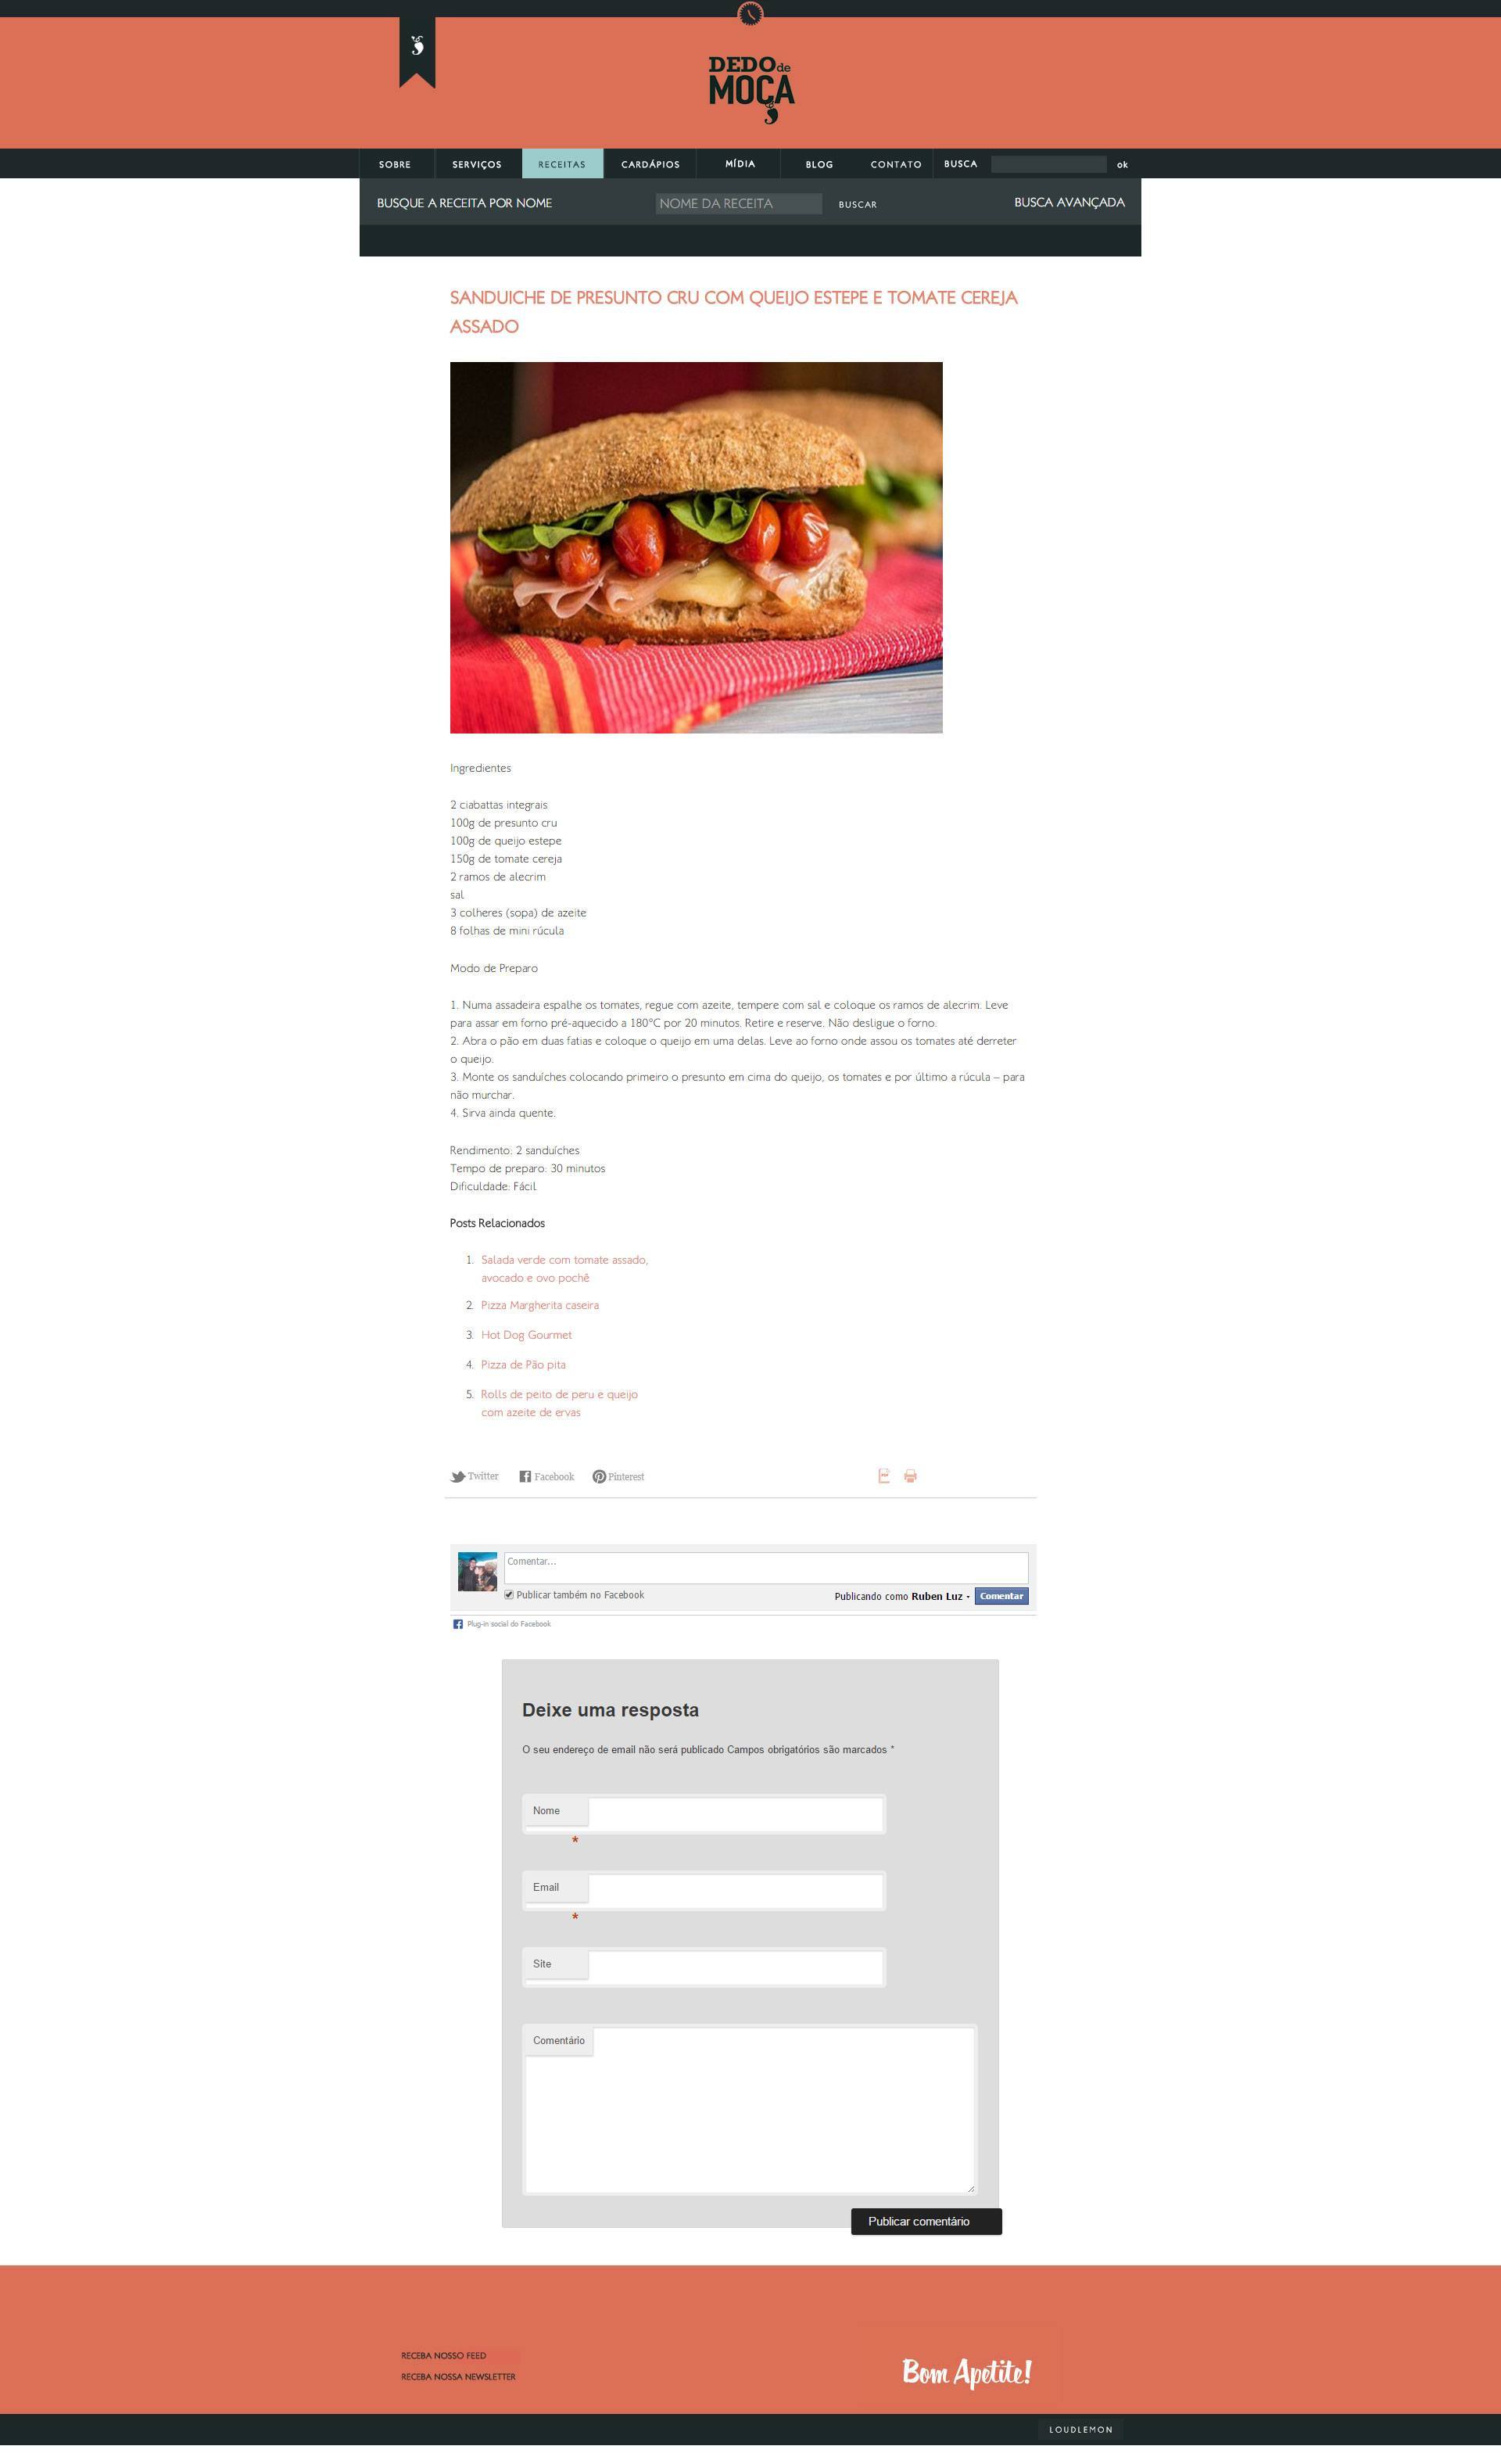 DEDO de
MOÇA
SOBRE
SERVIÇOS
RECEITAS
CARDÁPIOS
MÍDIA
BLOG
CONTATO
BUSCA
ok
BUSQUE A RECEITA POR NOME
NOME DA RECEITA
BUSCAR
BUSCA AVANÇADA
SANDUICHE DE PRESUNTO CRU COM QUEIJO ESTEPE E TOMATE CEREJA
ASSADO
Ingredientes
2 ciabattas integrais
100g de presunto cru
100g de queijo estepe
150g de tomate cereja
2 ramos de alecrim
sal
3 colheres (sopa) de azeite
8 folhas de mini rúcula
Modo de Preparo
1. Numa assadeira espalhe os tomates, regue com azeite, tempere com sal e coloque os ramos de alecrim. Leve
para assar em forno pré-aquecido a 180°C por 20 minutos. Retire e reserve. Não desligue o forno.
2. Abra o pão em duas fatias e coloque o queijo em uma delas. Leve ao forno onde assou os tomates até derreter
o queijo.
3. Monte os sanduíches colocando primeiro o presunto em cima do queijo, os tomates e por último a rúcula – para
não murchar.
4. Sirva ainda quente.
Rendimento: 2 sanduíches
Tempo de preparo: 30 minutos
Dificuldade: Fácil
Posts Relacionados
1. Salada verde com tomate assado,
avocado e ovo pochê
2. Pizza Margherita caseira
3. Hot Dog Gourmet
4. Pizza de Pão pita
5. Rolls de peito de peru e queijo
com azeite de ervas
Twitter
Facebook
Pinterest
Comentar...
Publicar também no Facebook
Publicando como Ruben Luz
Comentar
Plug-in social do Facebook
Deixe uma resposta
O seu endereço de email não será publicado Campos obrigatórios são marcados *
Nome
*
Email
*
Site
Comentário
Publicar comentário
RECEBA NOSSO FEED
RECEBA NOSSA NEWSLETTER
Bom Apetite!
LOUDLEMON